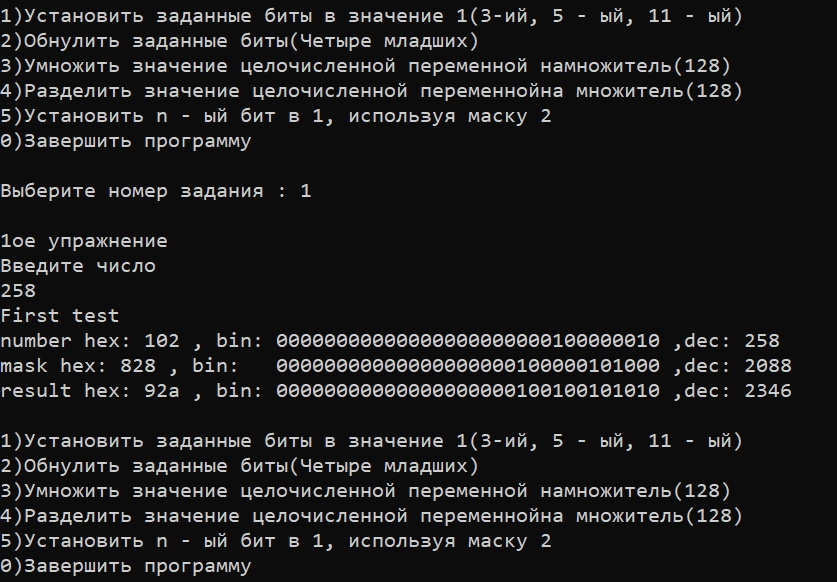 1)Установить заданные биты в значение 1(3-ий, 5 - ый, 11 - ый)
2)Обнулить заданные биты(Четыре младших)
3)Умножить значение целочисленной переменной намножитель(128)
4)Разделить значение целочисленной переменнойна множитель(128)
5)Установить n - ый бит в 1, используя маску 2
0)Завершить программу
Выберите номер задания : 1
1ое упражнение
Введите число
258
First test
number hex: 102 , bin: 00000000000000000000000100000010 ,dec: 258
mask hex: 828 , bin:   00000000000000000000100000101000 ,dec: 2088
result hex: 92a , bin: 00000000000000000000100100101010 ,dec: 2346
1)Установить заданные биты в значение 1(3-ий, 5 - ый, 11 - ый)
2)Обнулить заданные биты(Четыре младших)
3)Умножить значение целочисленной переменной намножитель(128)
4)Разделить значение целочисленной переменнойна множитель(128)
5)Установить n - ый бит в 1, используя маску 2
0)Завершить программу